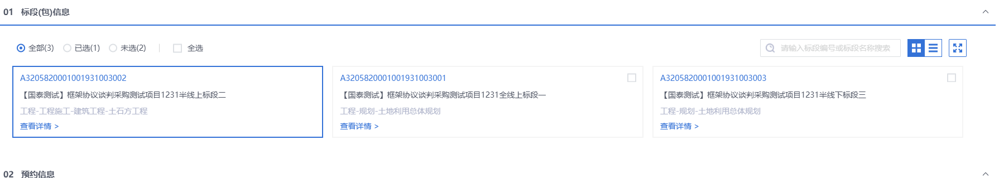 01 标段(包)信息
全部(3) 已选(1) 未选(2) 全选 请输入标段编号或标段名称搜索
A3205820001001931003002
【国泰测试】框架协议谈判采购测试项目1231半线上标段二
工程-工程施工-建筑工程-土石方工程
查看详情 >
A3205820001001931003001
【国泰测试】框架协议谈判采购测试项目1231全线上标段一
工程-规划-土地利用总体规划
查看详情 >
A3205820001001931003003
【国泰测试】框架协议谈判采购测试项目1231半线下标段三
工程-规划-土地利用总体规划
查看详情 >
02 预约信息